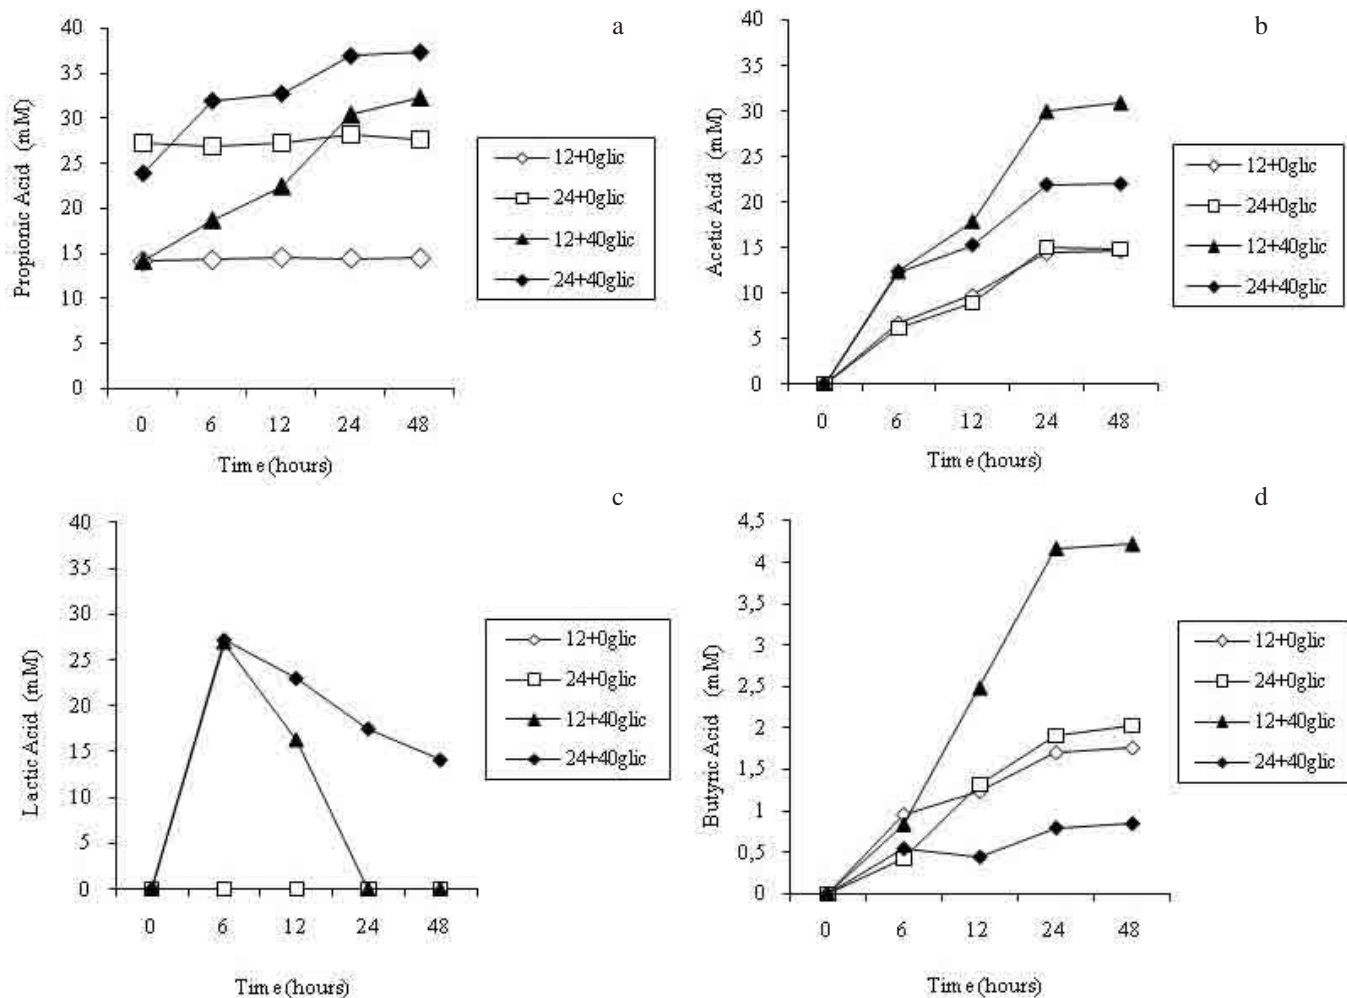 a
40
35
30
25
20
15
10
5
0
Propionic Acid (mM)
0 6 12 24 48
Time (hours)
12+0glic
24+0glic
12+40glic
24+40glic
b
40
35
30
25
20
15
10
5
0
Acetic Acid (mM)
0 6 12 24 48
Time (hours)
12+0glic
24+0glic
12+40glic
24+40glic
c
40
35
30
25
20
15
10
5
0
Lactic Acid (mM)
0 6 12 24 48
Time (hours)
12+0glic
24+0glic
12+40glic
24+40glic
d
4,5
4
3,5
3
2,5
2
1,5
1
0,5
0
Butyric Acid (mM)
0 6 12 24 48
Time (hours)
12+0glic
24+0glic
12+40glic
24+40glic